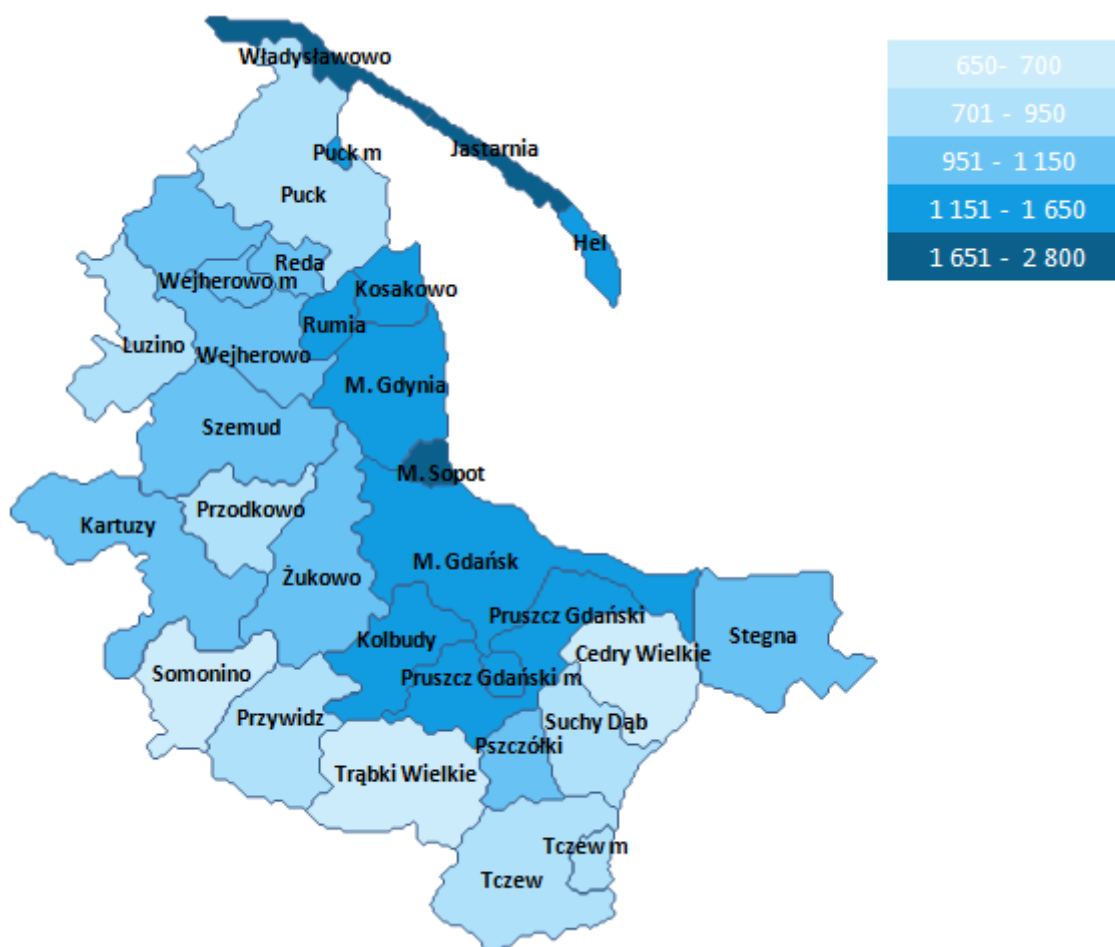 Władysławowo
650- 700
701 - 950
Puck m
Jastarnia
951 - 1 150
Puck
1 151 - 1 650
Hel
1 651 - 2 800
Reda
Wejherowo m
Kosakowo
Rumia
Luzino
Wejherowo
M. Gdynia
Szemud
M. Sopot
Przodkowo
Kartuzy
M. Gdańsk
Żukowo
Pruszcz Gdański
Stegna
Kolbudy
Cedry Wielkie
Somonino
Pruszcz Gdański m
Przywidz
Suchy Dąb
Pszczółki
Trąbki Wielkie
Tczew m
Tczew